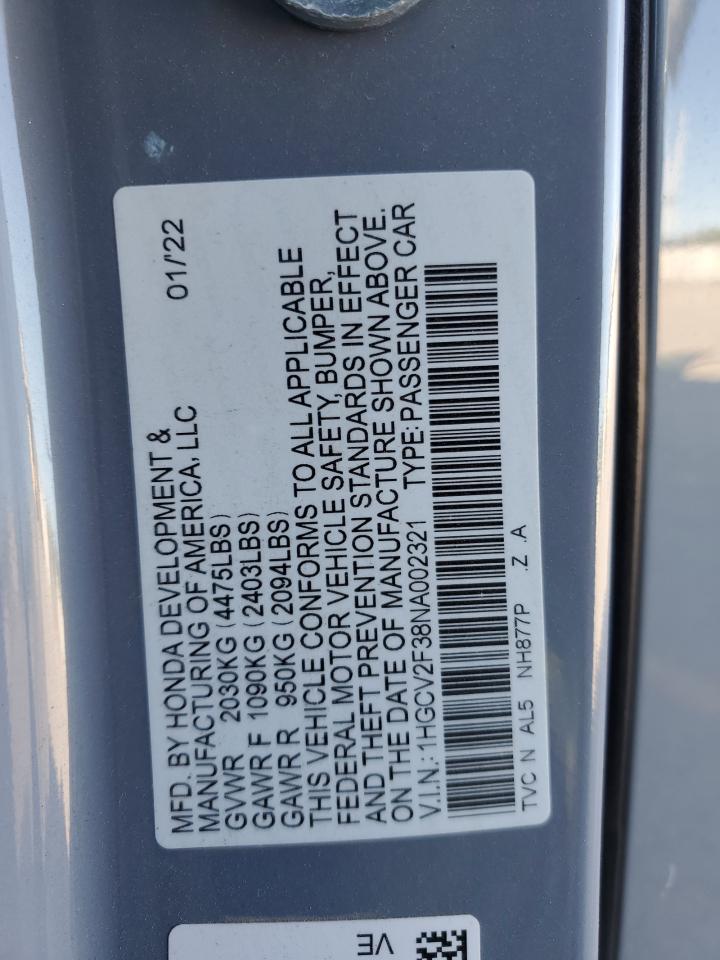 MFD. BY HONDA DEVELOPMENT & 01/'22
MANUFACTURING OF AMERICA, LLC
GVWR 2030KG (4475LBS)
GAWR F 1090KG (2403LBS)
GAWR R 950KG (2094LBS)
THIS VEHICLE CONFORMS TO ALL APPLICABLE
FEDERAL MOTOR VEHICLE SAFETY, BUMPER,
AND THEFT PREVENTION STANDARDS IN EFFECT
ON THE DATE OF MANUFACTURE SHOWN ABOVE.
V.I.N.: 1HGCV2F38NA002321 TYPE: PASSENGER CAR
TVC N AL5 NH877P .Z .A
VE